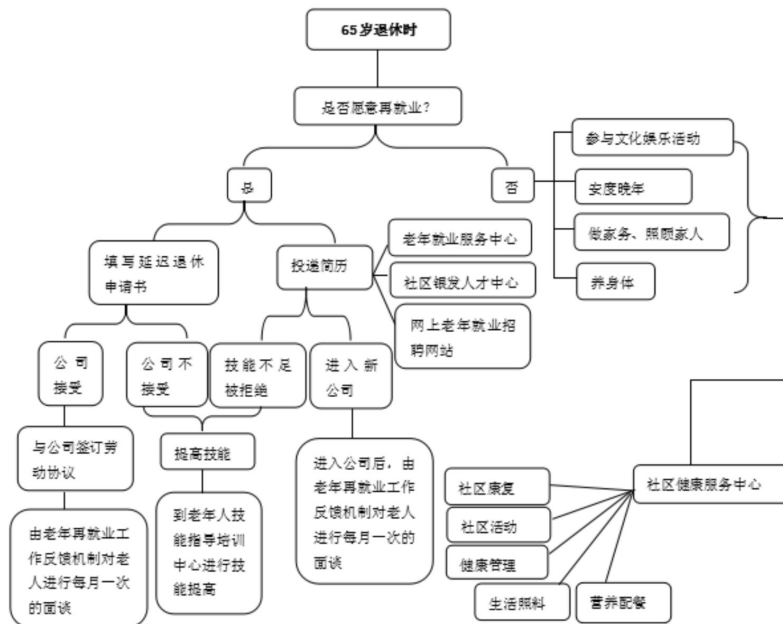 65岁退休时
是否愿意再就业？
是
否
参与文化娱乐活动
安度晚年
做家务、照顾家人
养身体
填写延迟退休
申请书
投递简历
老年就业服务中心
社区银发人才中心
网上老年就业招
聘网站
公司
接受
公司不
接受
技能不足
被拒绝
进入新
公司
与公司签订劳
动协议
提高技能
进入公司后，由
老年再就业工作
反馈机制对老人
进行每月一次的
面谈
由老年再就业工
作反馈机制对老
人进行每月一次
的面谈
到老年人技
能指导培训
中心进行技
能提高
社区健康服务中心
社区康复
社区活动
健康管理
生活照料
营养配餐